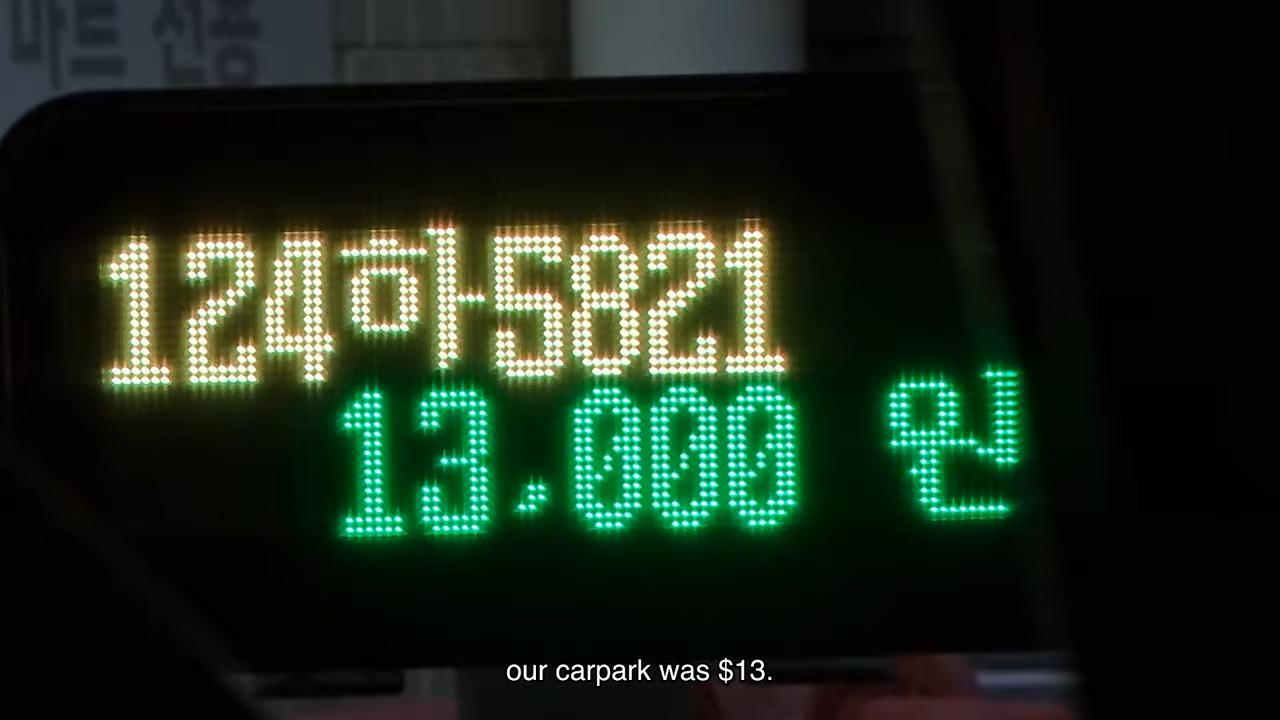 124하5821
13,000 원
our carpark was $13.